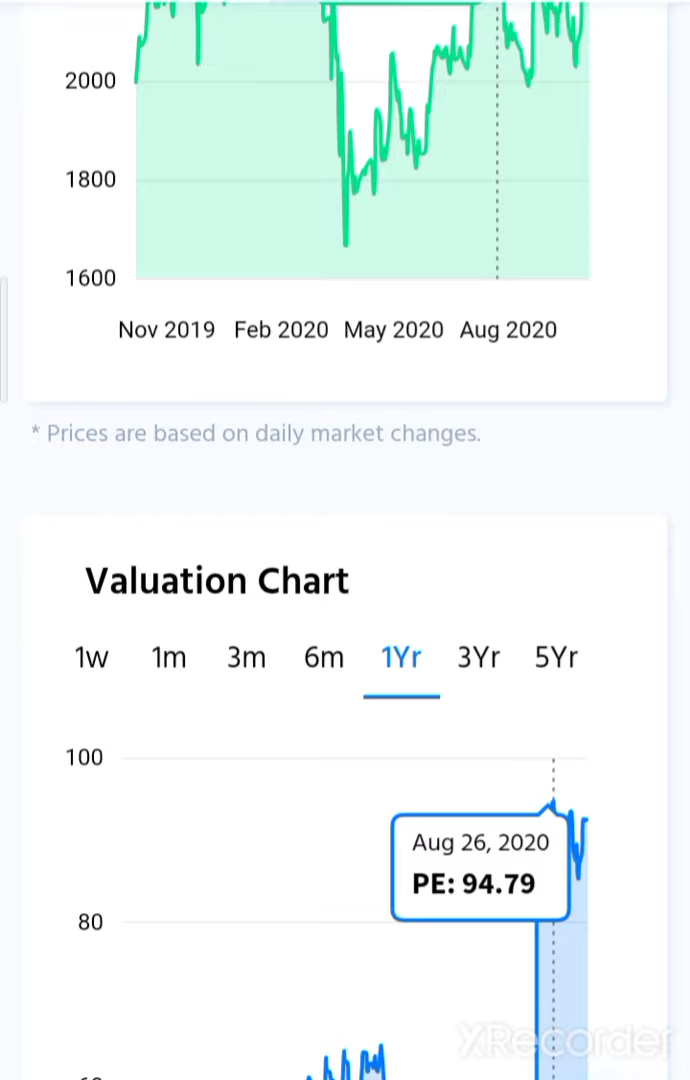 2000
1800
1600
Nov 2019 Feb 2020 May 2020 Aug 2020
* Prices are based on daily market changes.
Valuation Chart
1w 1m 3m 6m 1Yr 3Yr 5Yr
100
Aug 26, 2020
PE: 94.79
80
XRecorder